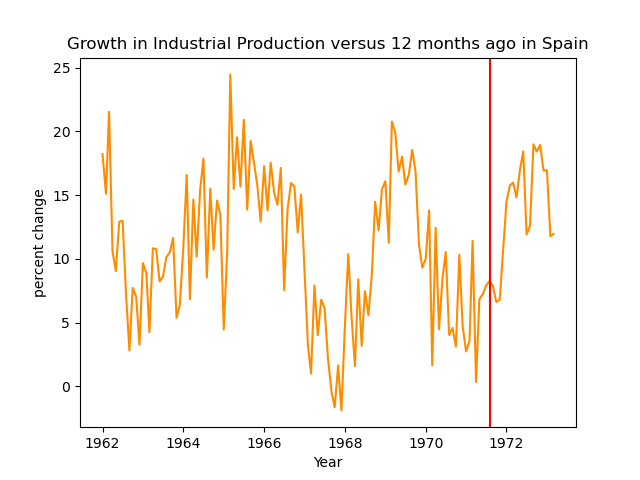 Growth in Industrial Production versus 12 months ago in Spain
percent change
25
20
15
10
5
0
1962 1964 1966 1968 1970 1972
Year